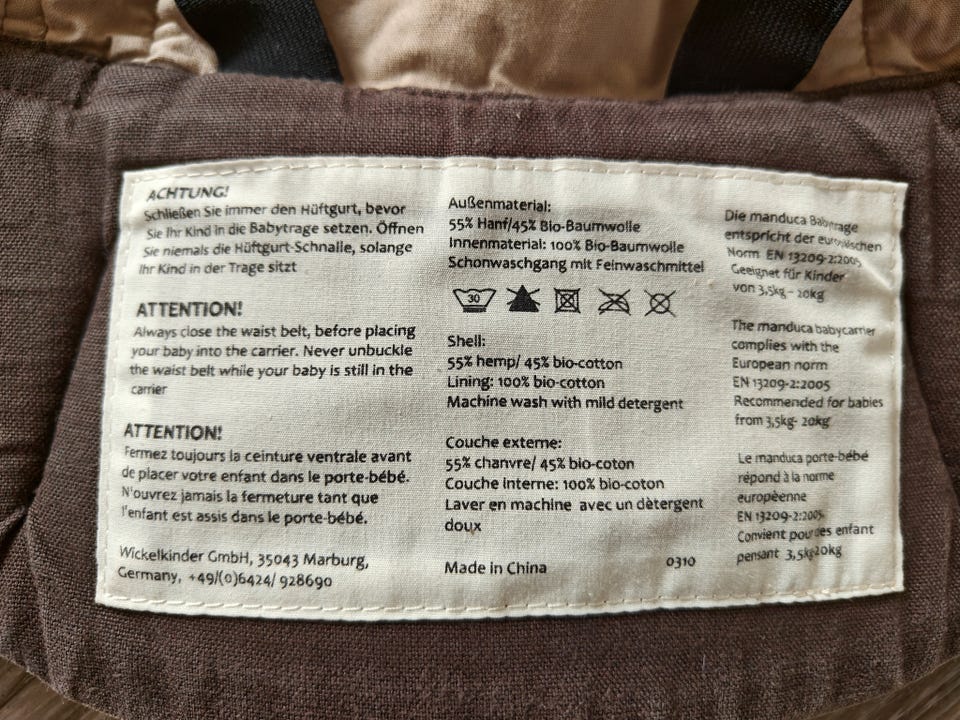 ACHTUNG!
Schließen Sie immer den Hüftgurt, bevor
Sie Ihr Kind in die Babytrage setzen. Öffnen
Sie niemals die Hüftgurt-Schnalle, solange
Ihr Kind in der Trage sitzt
ATTENTION!
Always close the waist belt, before placing
your baby into the carrier. Never unbuckle
the waist belt while your baby is still in the
carrier
ATTENTION!
Fermez toujours la ceinture ventrale avant
de placer votre enfant dans le porte-bébé.
N'ouvrez jamais la fermeture tant que
l'enfant est assis dans le porte-bébé.
Wickelkinder GmbH, 35043 Marburg,
Germany, +49/(0)6424/ 928690
Außenmaterial:
55% Hanf/45% Bio-Baumwolle
Innenmaterial: 100% Bio-Baumwolle
Schonwaschgang mit Feinwaschmittel
30
Shell:
55% hemp/ 45% bio-cotton
Lining: 100% bio-cotton
Machine wash with mild detergent
Couche externe:
55% chanvre/ 45% bio-coton
Couche interne: 100% bio-coton
Laver en machine avec un dètergent
doux
Made in China 0310
Die manduca Babytrage
entspricht der europäischen
Norm EN 13209-2:2005
Geeignet für Kinder
von 3,5kg - 20kg
The manduca babycarrier
complies with the
European norm
EN 13209-2:2005
Recommended for babies
from 3,5kg- 20kg
Le manduca porte-bébé
répond à la norme
europèenne
EN 13209-2:2005
Convient pour des enfant
pensant 3,5kg-20kg